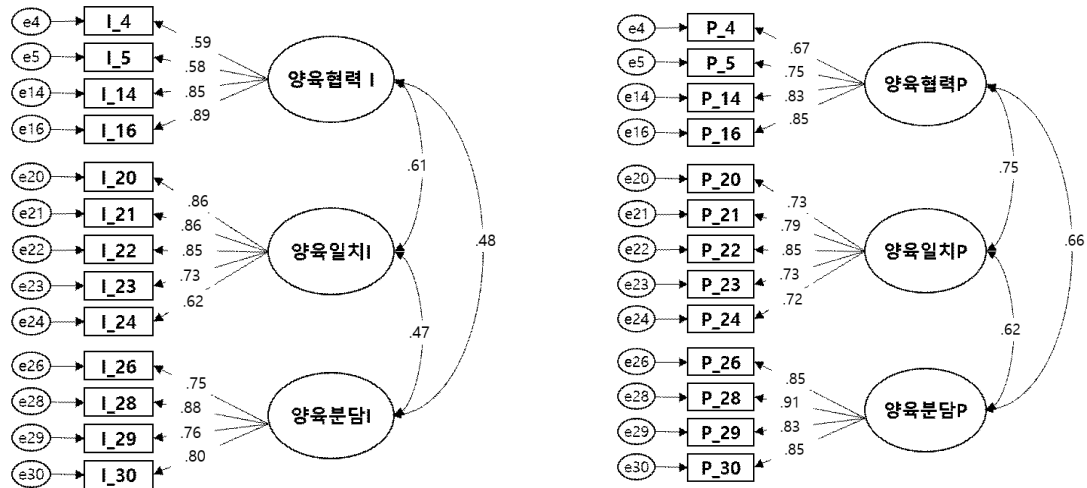 e4 I_4
.59
e5 I_5
.58
양육협력 I
e14 I_14
.85
e16 I_16
.89
.61
e20 I_20
.86
e21 I_21
.86
e22 I_22
.85
양육일치I
.48
e23 I_23
.73
e24 I_24
.62
.47
e26 I_26
.75
e28 I_28
.88
양육분담I
e29 I_29
.76
e30 I_30
.80
e4 P_4
.67
e5 P_5
.75
양육협력P
e14 P_14
.83
e16 P_16
.85
.75
e20 P_20
.73
e21 P_21
.79
e22 P_22
.85
양육일치P
.66
e23 P_23
.73
e24 P_24
.72
.62
e26 P_26
.85
e28 P_28
.91
양육분담P
e29 P_29
.83
e30 P_30
.85